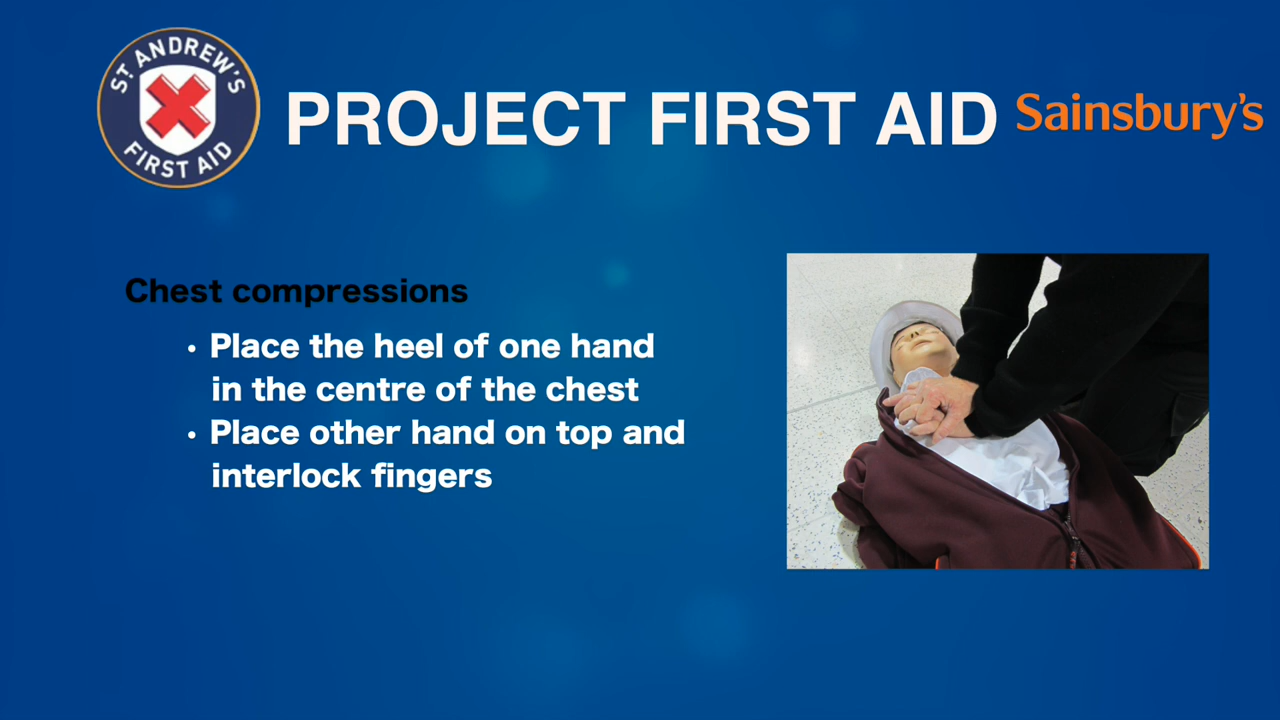 ST ANDREW'S
FIRST AID
PROJECT FIRST AID
Sainsbury's
Chest compressions
• Place the heel of one hand
in the centre of the chest
• Place other hand on top and
interlock fingers